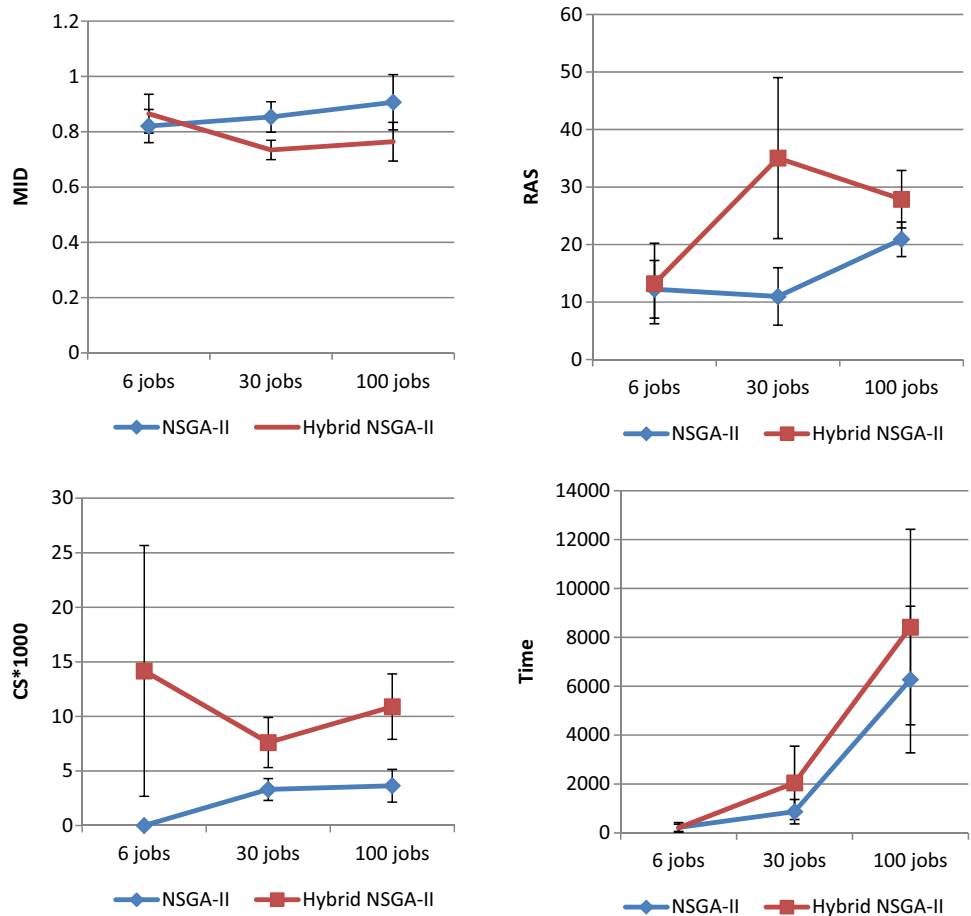 1.2
1
0.8
0.6
0.4
0.2
0
MID
6 jobs 30 jobs 100 jobs
NSGA-II Hybrid NSGA-II
60
50
40
30
20
10
0
RAS
6 jobs 30 jobs 100 jobs
NSGA-II Hybrid NSGA-II
30
25
20
15
10
5
0
CS*1000
6 jobs 30 jobs 100 jobs
NSGA-II Hybrid NSGA-II
14000
12000
10000
8000
6000
4000
2000
0
Time
6 jobs 30 jobs 100 jobs
NSGA-II Hybrid NSGA-II